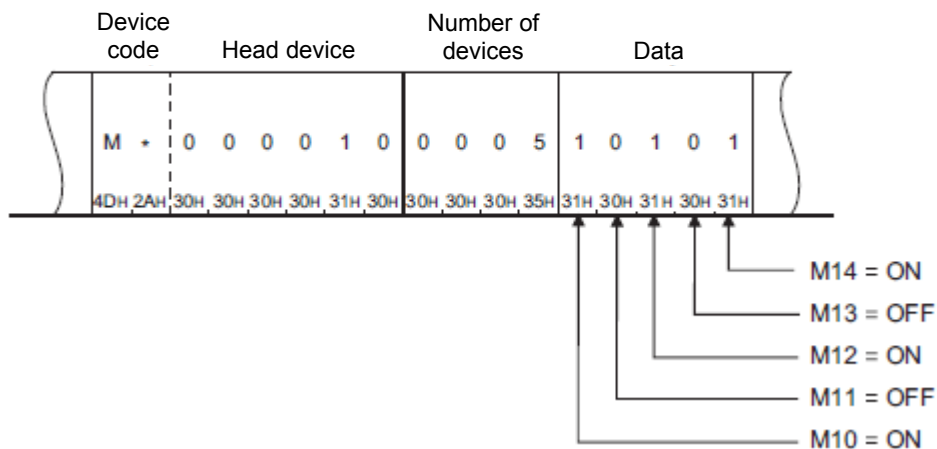 Device code Head device Number of devices Data
M * 0 0 0 0 1 0 0 0 0 5 1 0 1 0 1
4DH 2AH 30H 30H 30H 30H 31H 30H 30H 30H 30H 35H 31H 30H 31H 30H 31H
M14 = ON
M13 = OFF
M12 = ON
M11 = OFF
M10 = ON